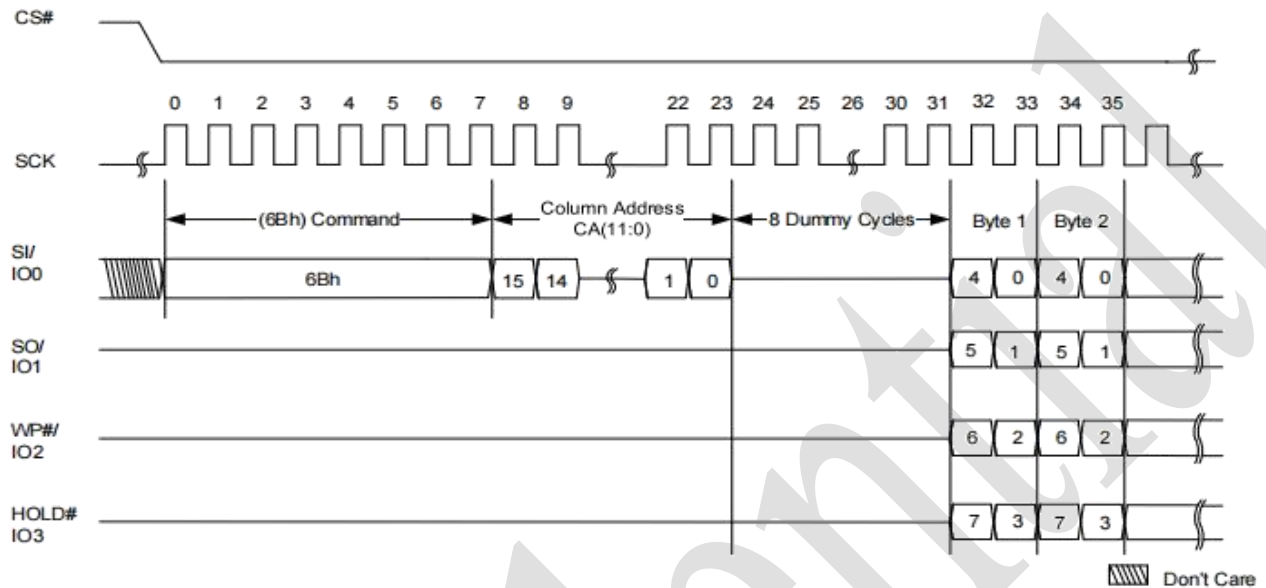 CS#
0 1 2 3 4 5 6 7 8 9 22 23 24 25 26 30 31 32 33 34 35
SCK
(6Bh) Command
Column Address
CA(11:0)
8 Dummy Cycles
Byte 1
Byte 2
SI/
IO0
6Bh 15 14 1 0 4 0 4 0
SO/
IO1
5 1 5 1
WP#/
IO2
6 2 6 2
HOLD#
IO3
7 3 7 3
Don't Care